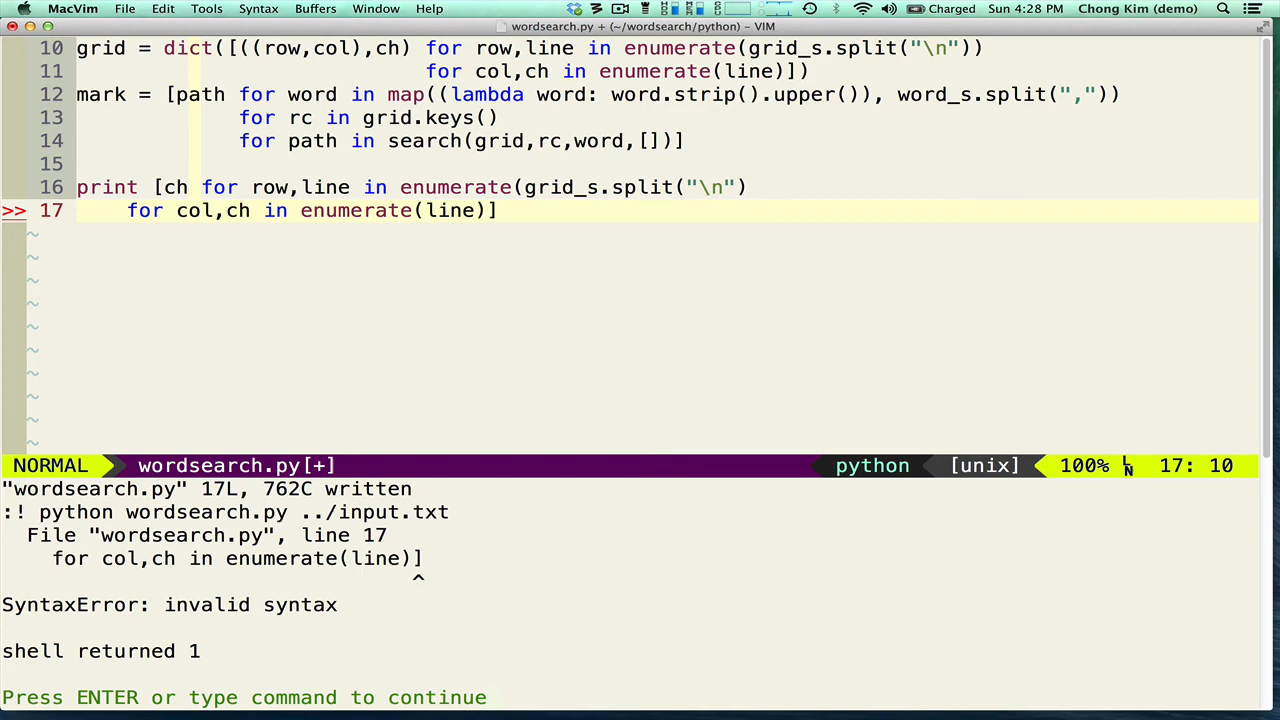 MacVim File Edit Tools Syntax Buffers Window Help Charged Sun 4:28 PM Chong Kim (demo)
wordsearch.py + (~/wordsearch/python) – VIM
10 grid = dict([((row,col),ch) for row,line in enumerate(grid_s.split("\n"))
11 for col,ch in enumerate(line)])
12 mark = [path for word in map((lambda word: word.strip().upper()), word_s.split(","))
13 for rc in grid.keys()
14 for path in search(grid,rc,word,[])]
15
16 print [ch for row,line in enumerate(grid_s.split("\n")
>> 17 for col,ch in enumerate(line)]
~
~
~
~
~
~
~
~
~
~
NORMAL wordsearch.py[+] python [unix] 100% LN 17: 10
"wordsearch.py" 17L, 762C written
:! python wordsearch.py ../input.txt
File "wordsearch.py", line 17
for col,ch in enumerate(line)]
^
SyntaxError: invalid syntax
shell returned 1
Press ENTER or type command to continue